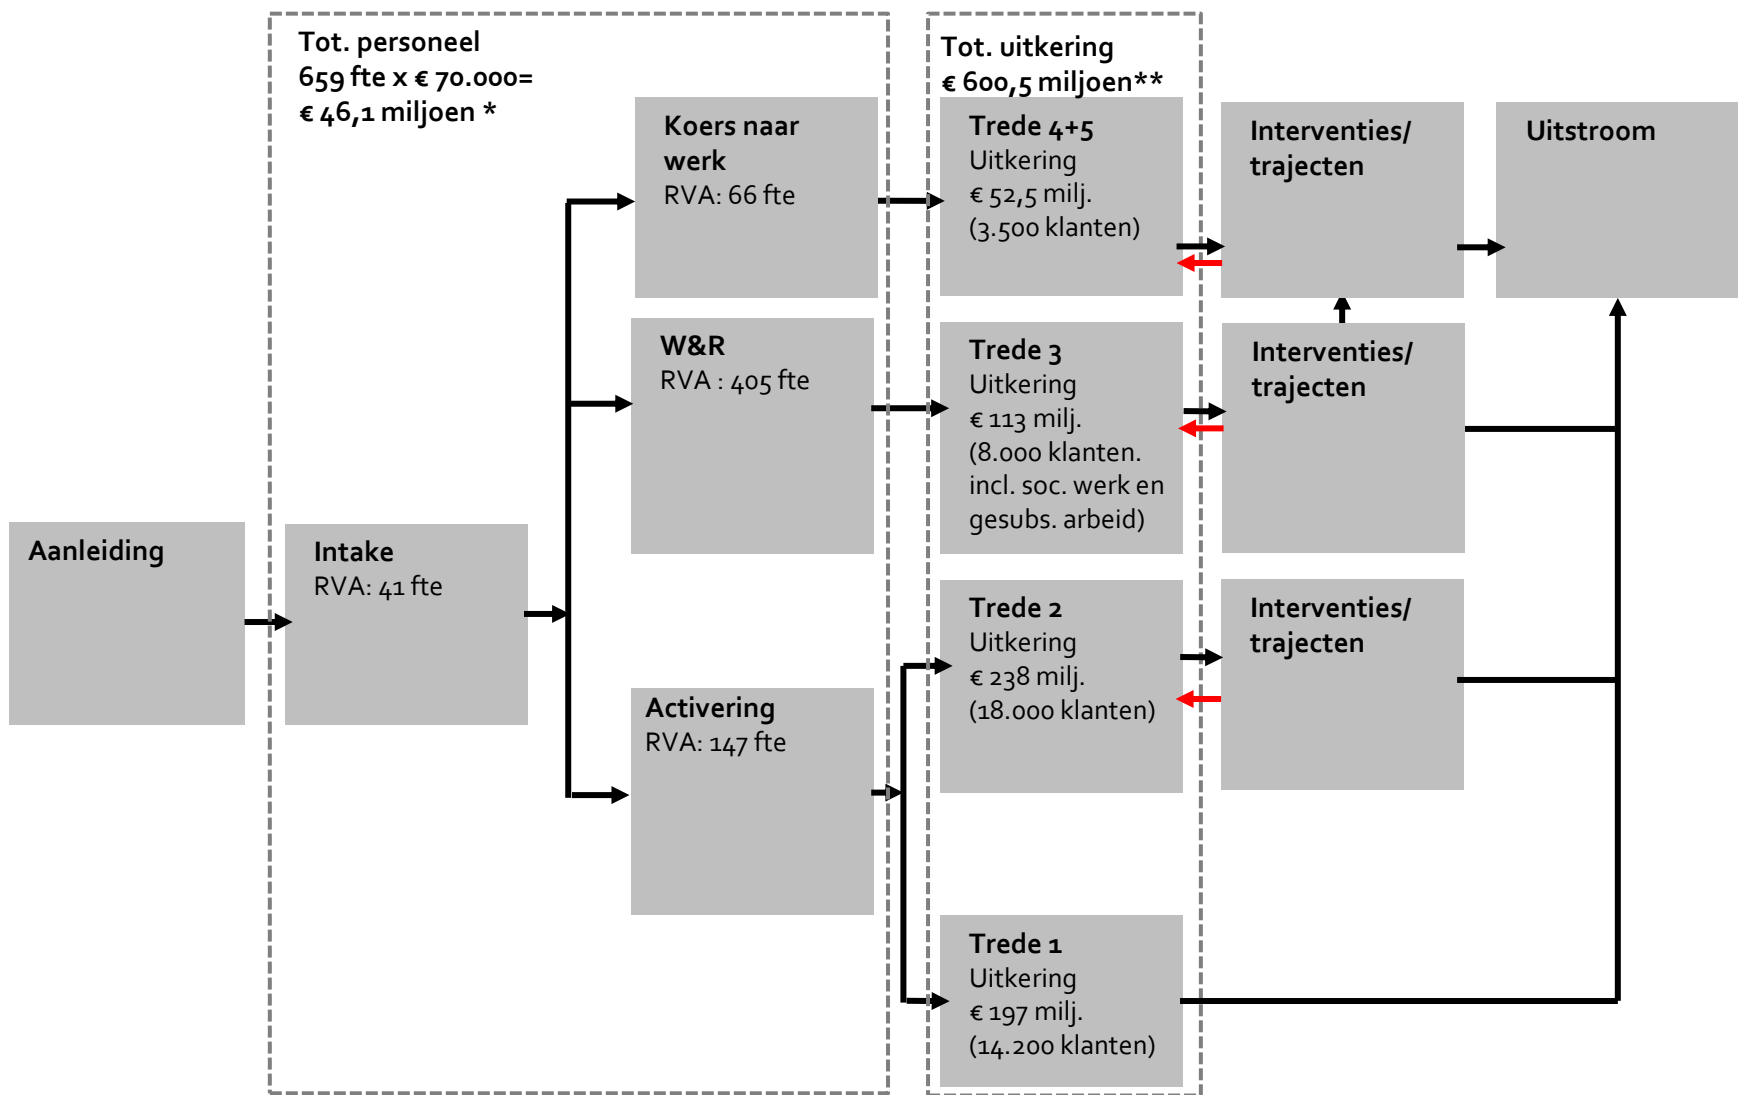 Tot. personeel
659 fte x € 70.000=
€ 46,1 miljoen *
Tot. uitkering
€ 600,5 miljoen**
Koers naar
werk
RVA: 66 fte
Trede 4+5
Uitkering
€ 52,5 milj.
(3.500 klanten)
Interventies/
trajecten
Uitstroom
W&R
RVA : 405 fte
Trede 3
Uitkering
€ 113 milj.
(8.000 klanten.
incl. soc. werk en
gesubs. arbeid)
Interventies/
trajecten
Aanleiding
Intake
RVA: 41 fte
Trede 2
Uitkering
€ 238 milj.
(18.000 klanten)
Interventies/
trajecten
Activering
RVA: 147 fte
Trede 1
Uitkering
€ 197 milj.
(14.200 klanten)